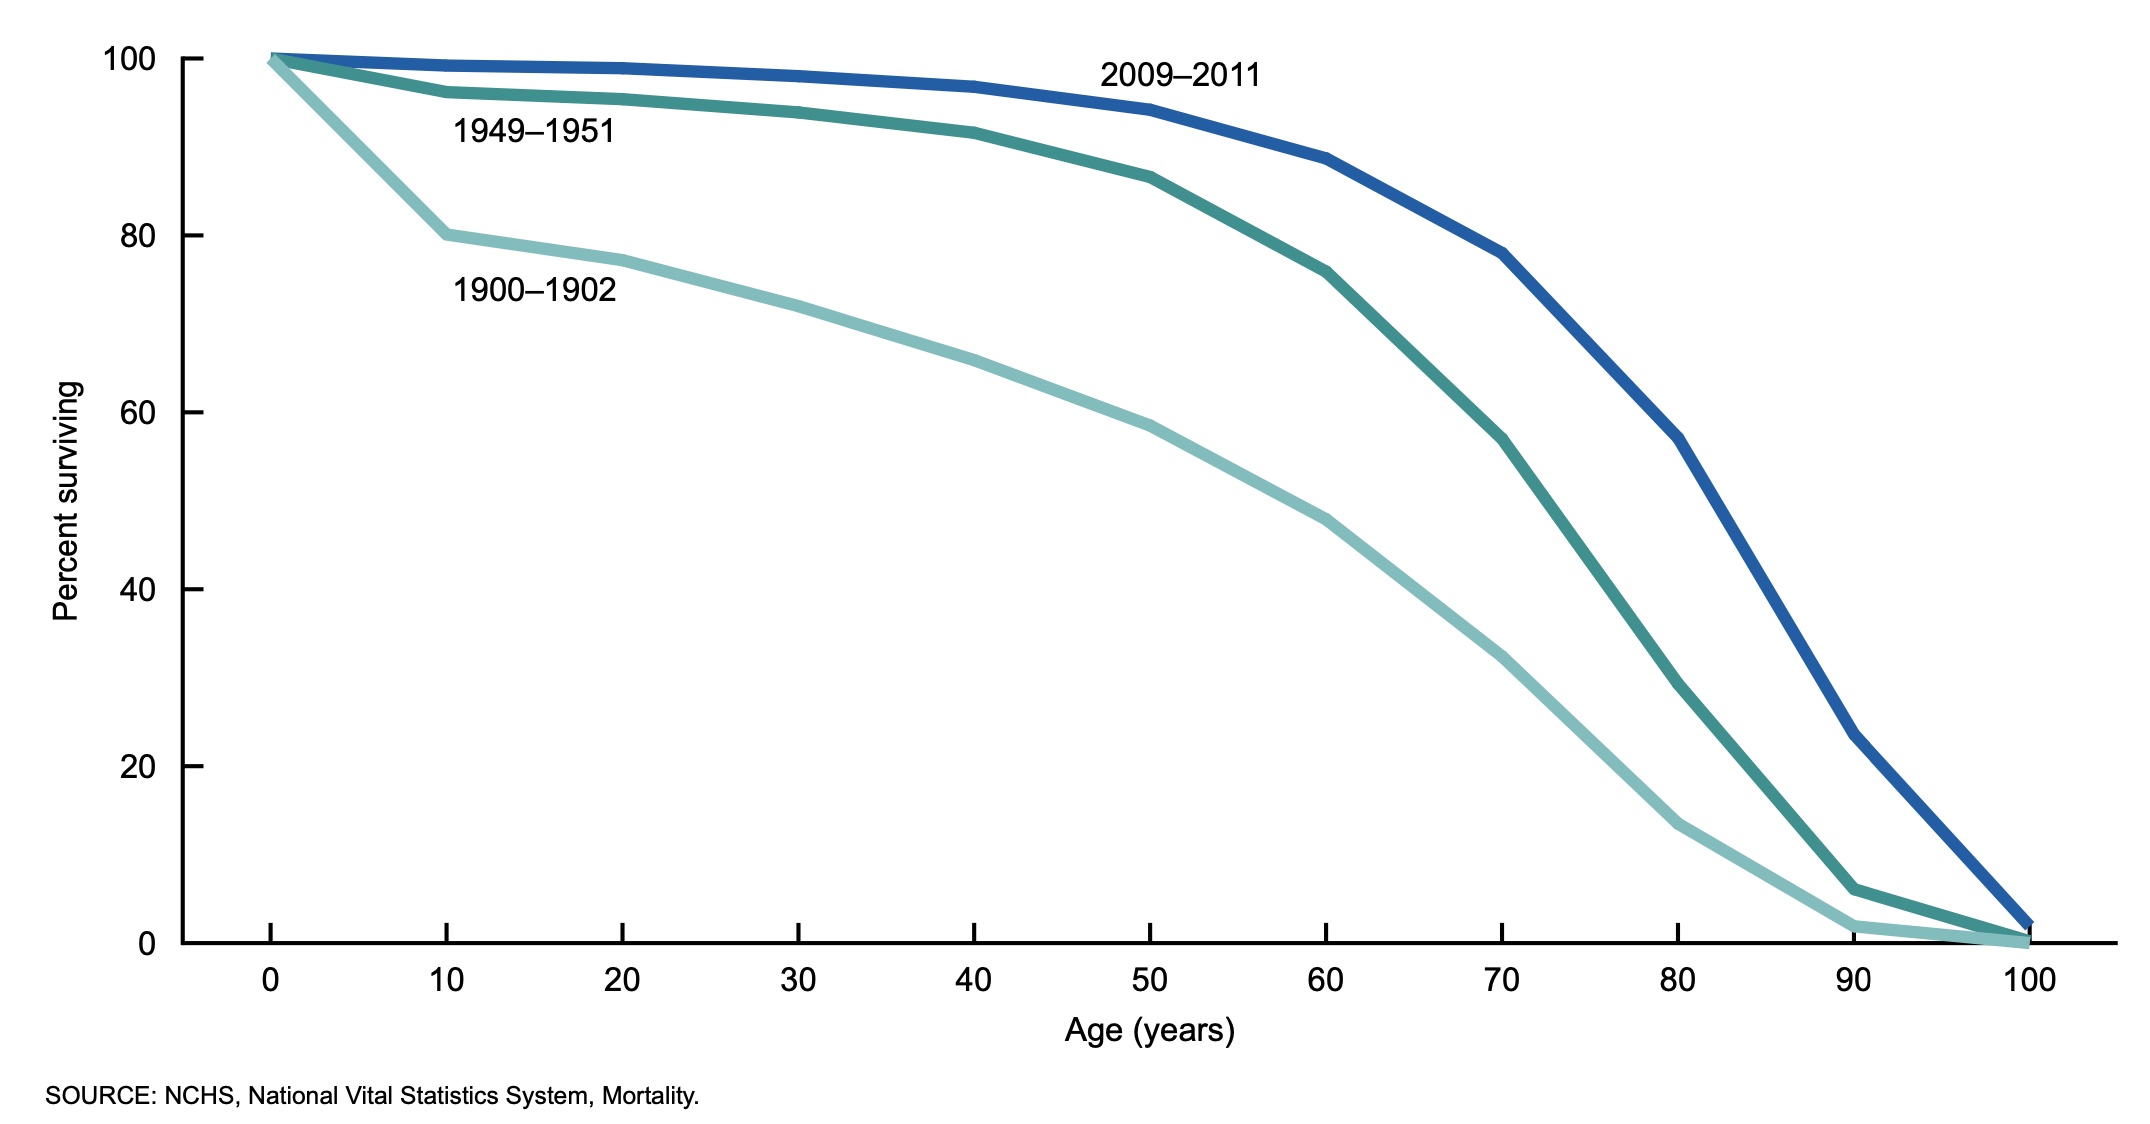 100
80
60
40
20
0
Percent surviving
2009–2011
1949–1951
1900–1902
0 10 20 30 40 50 60 70 80 90 100
Age (years)
SOURCE: NCHS, National Vital Statistics System, Mortality.